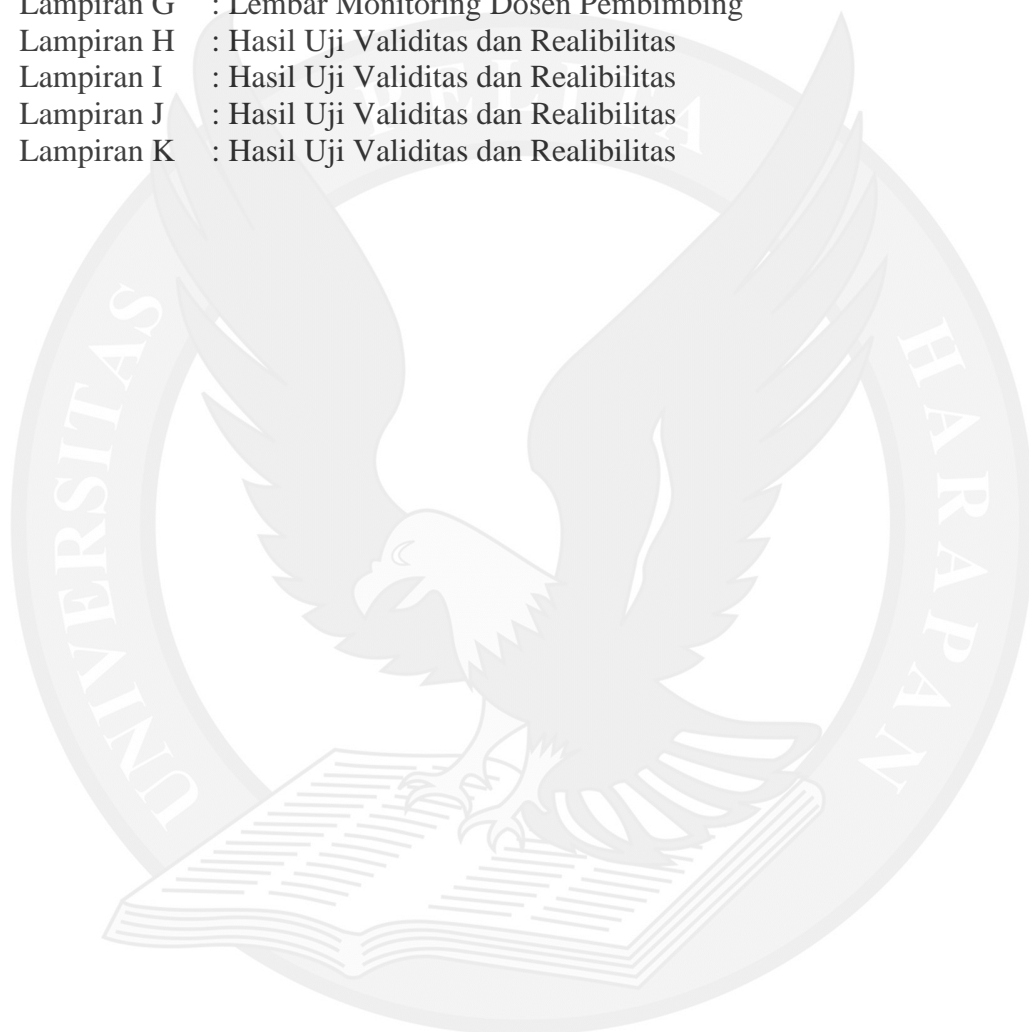 Lampiran G : Lembar Monitoring Dosen Pembimbing
Lampiran H : Hasil Uji Validitas dan Realibilitas
Lampiran I : Hasil Uji Validitas dan Realibilitas
Lampiran J : Hasil Uji Validitas dan Realibilitas
Lampiran K : Hasil Uji Validitas dan Realibilitas
UNIVERSITAS PELITA HARAPAN